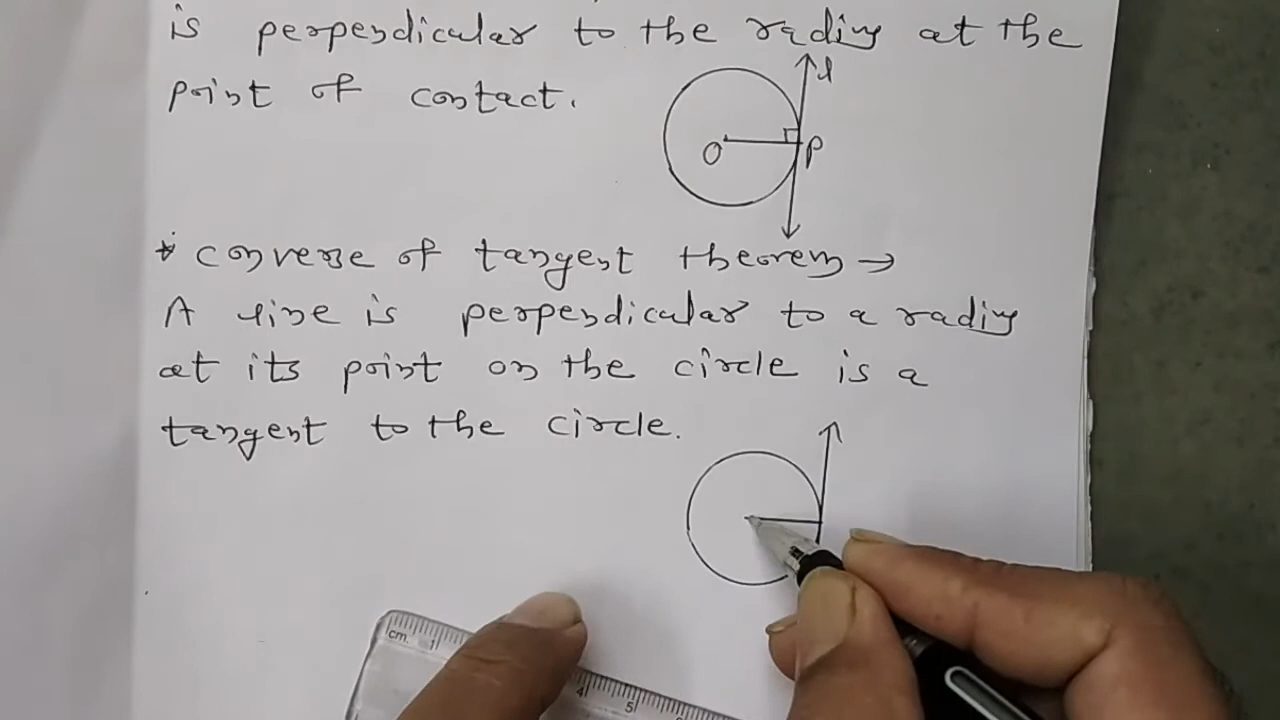 is perpendicular to the radius at the
point of contact.
l
O
P
* converse of tangent theorem →
A line is perpendicular to a radius
at its point on the circle is a
tangent to the circle.
cm. 1
4 5